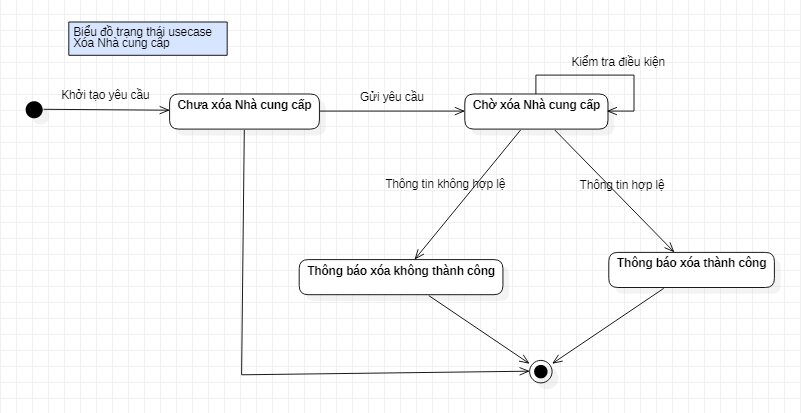 Biểu đồ trạng thái usecase
Xóa Nhà cung cấp
Kiểm tra điều kiện
Khởi tạo yêu cầu
Gửi yêu cầu
Chưa xóa Nhà cung cấp
Chờ xóa Nhà cung cấp
Thông tin không hợp lệ
Thông tin hợp lệ
Thông báo xóa không thành công
Thông báo xóa thành công